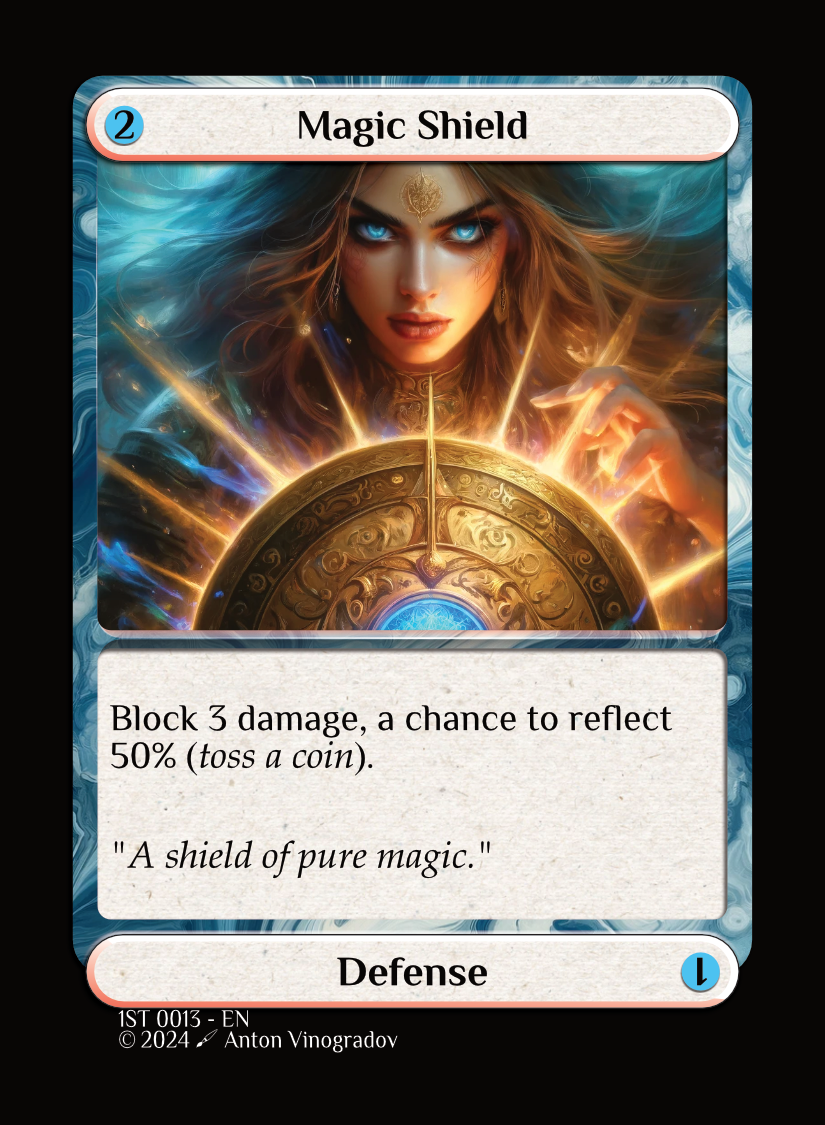 2
Magic Shield
Block 3 damage, a chance to reflect
50% (toss a coin).
"A shield of pure magic."
Defense
1
1ST 0013 - EN
© 2024 Anton Vinogradov